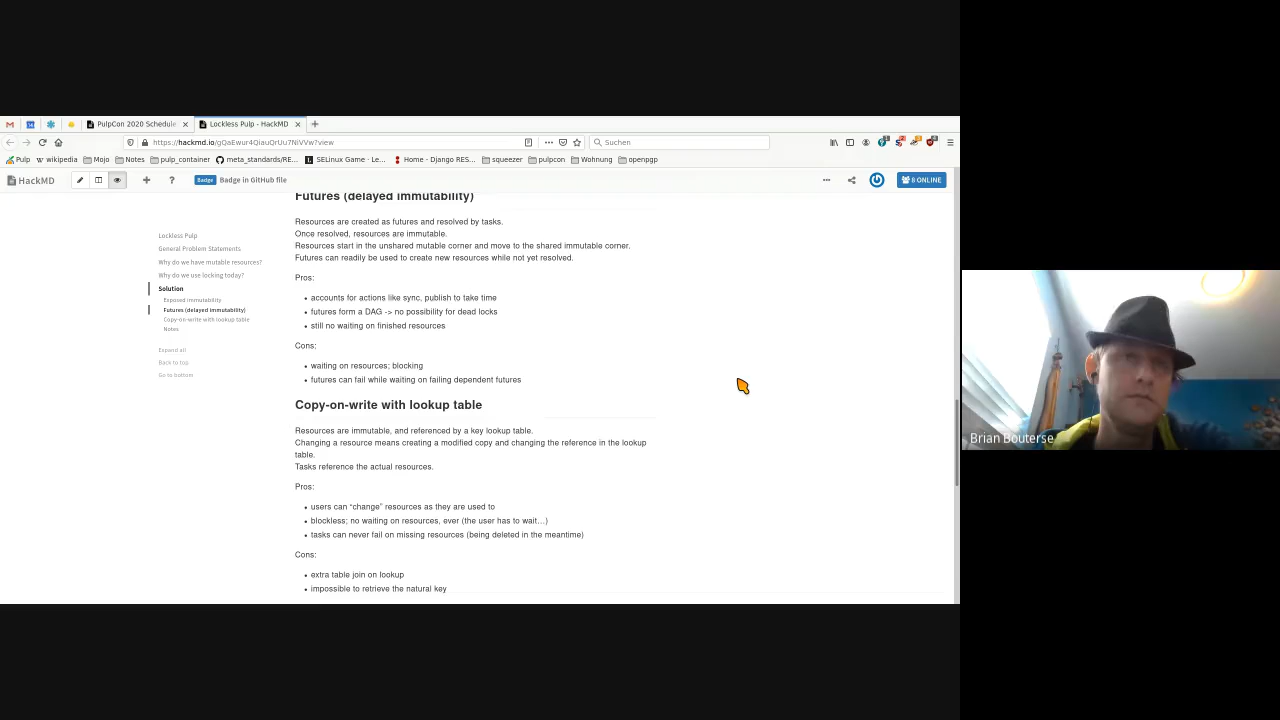 PulpCon 2020 Schedule
Lockless Pulp - HackMD
https://hackmd.io/gQaEwur4QiauQrUu7NiVVw?view
Suchen
Pulp
wikipedia
Mojo
Notes
pulp_container
meta_standards/RE...
SELinux Game - Le...
Home - Django RES...
squeezer
pulpcon
Wohnung
openpgp
HackMD
Badge
Badge in GitHub file
8 ONLINE
Lockless Pulp
General Problem Statements
Why do we have mutable resources?
Why do we use locking today?
Solution
Exposed immutability
Futures (delayed immutability)
Copy-on-write with lookup table
Notes
Expand all
Back to top
Go to bottom
Futures (delayed immutability)
Resources are created as futures and resolved by tasks.
Once resolved, resources are immutable.
Resources start in the unshared mutable corner and move to the shared immutable corner.
Futures can readily be used to create new resources while not yet resolved.
Pros:
• accounts for actions like sync, publish to take time
• futures form a DAG -> no possibility for dead locks
• still no waiting on finished resources
Cons:
• waiting on resources; blocking
• futures can fail while waiting on failing dependent futures
Copy-on-write with lookup table
Resources are immutable, and referenced by a key lookup table.
Changing a resource means creating a modified copy and changing the reference in the lookup
table.
Tasks reference the actual resources.
Pros:
• users can “change” resources as they are used to
• blockless; no waiting on resources, ever (the user has to wait…)
• tasks can never fail on missing resources (being deleted in the meantime)
Cons:
• extra table join on lookup
• impossible to retrieve the natural key
Brian Bouterse